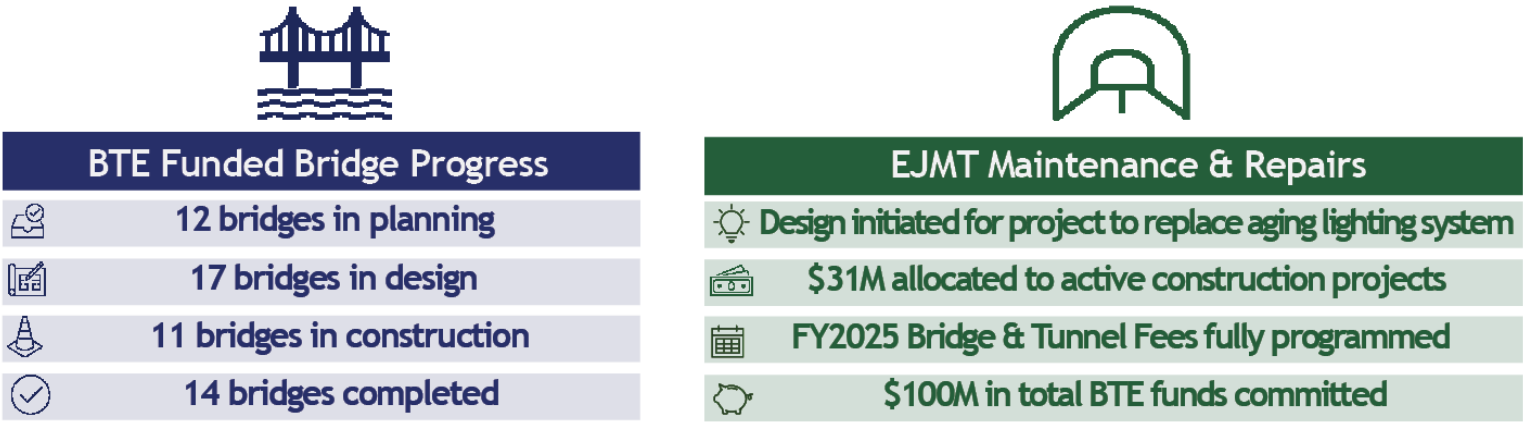 BTE Funded Bridge Progress
12 bridges in planning
17 bridges in design
11 bridges in construction
14 bridges completed
EJMT Maintenance & Repairs
Design initiated for project to replace aging lighting system
$31M allocated to active construction projects
FY2025 Bridge & Tunnel Fees fully programmed
$100M in total BTE funds committed